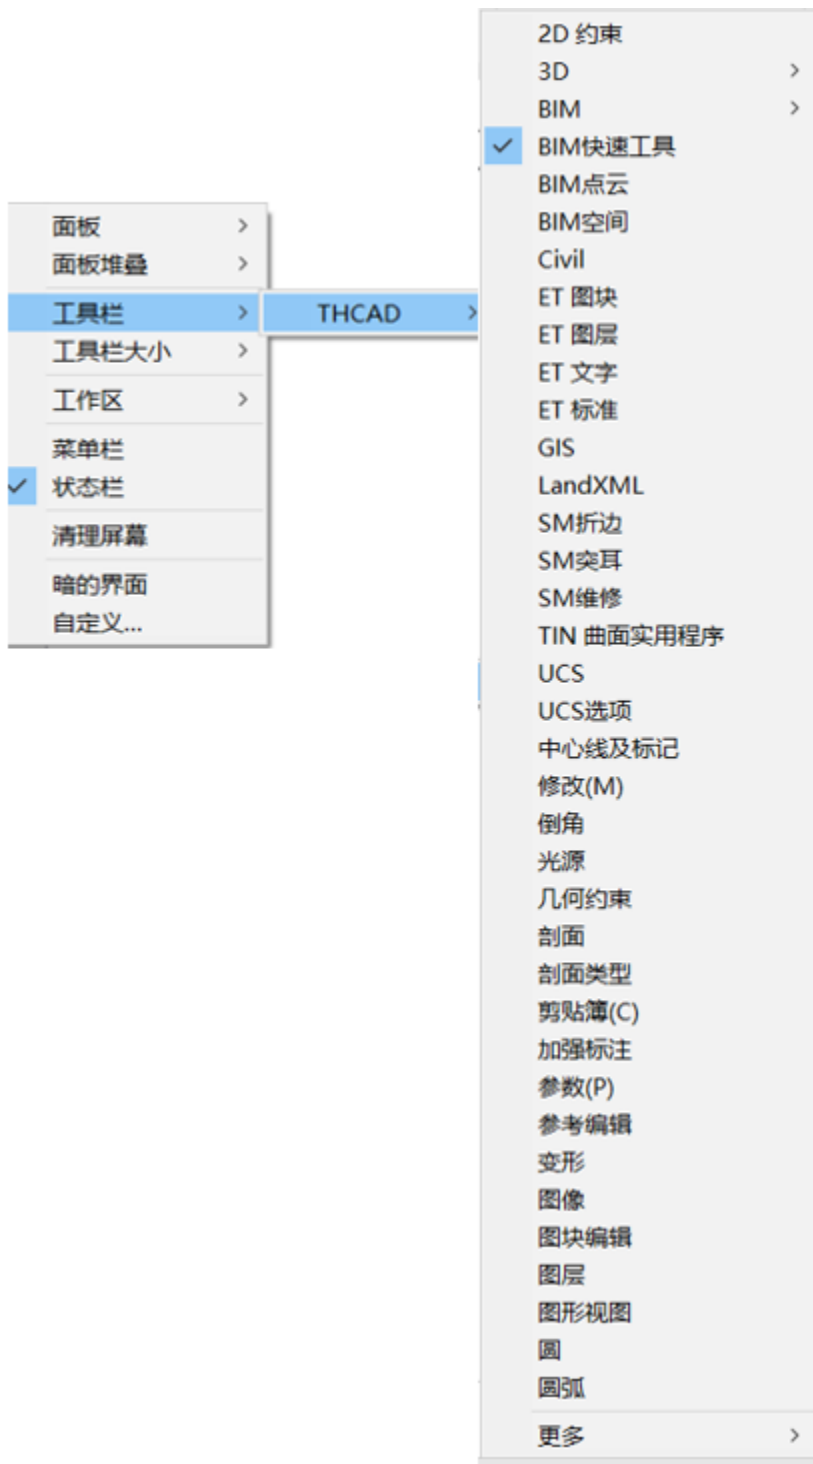 面板
面板堆叠
工具栏
工具栏大小
工作区
菜单栏
状态栏
清理屏幕
暗的界面
自定义...
THCAD
2D 约束
3D
BIM
BIM快速工具
BIM点云
BIM空间
Civil
ET 图块
ET 图层
ET 文字
ET 标准
GIS
LandXML
SM折边
SM突耳
SM维修
TIN 曲面实用程序
UCS
UCS选项
中心线及标记
修改(M)
倒角
光源
几何约束
剖面
剖面类型
剪贴簿(C)
加强标注
参数(P)
参考编辑
变形
图像
图块编辑
图层
图形视图
圆
圆弧
更多